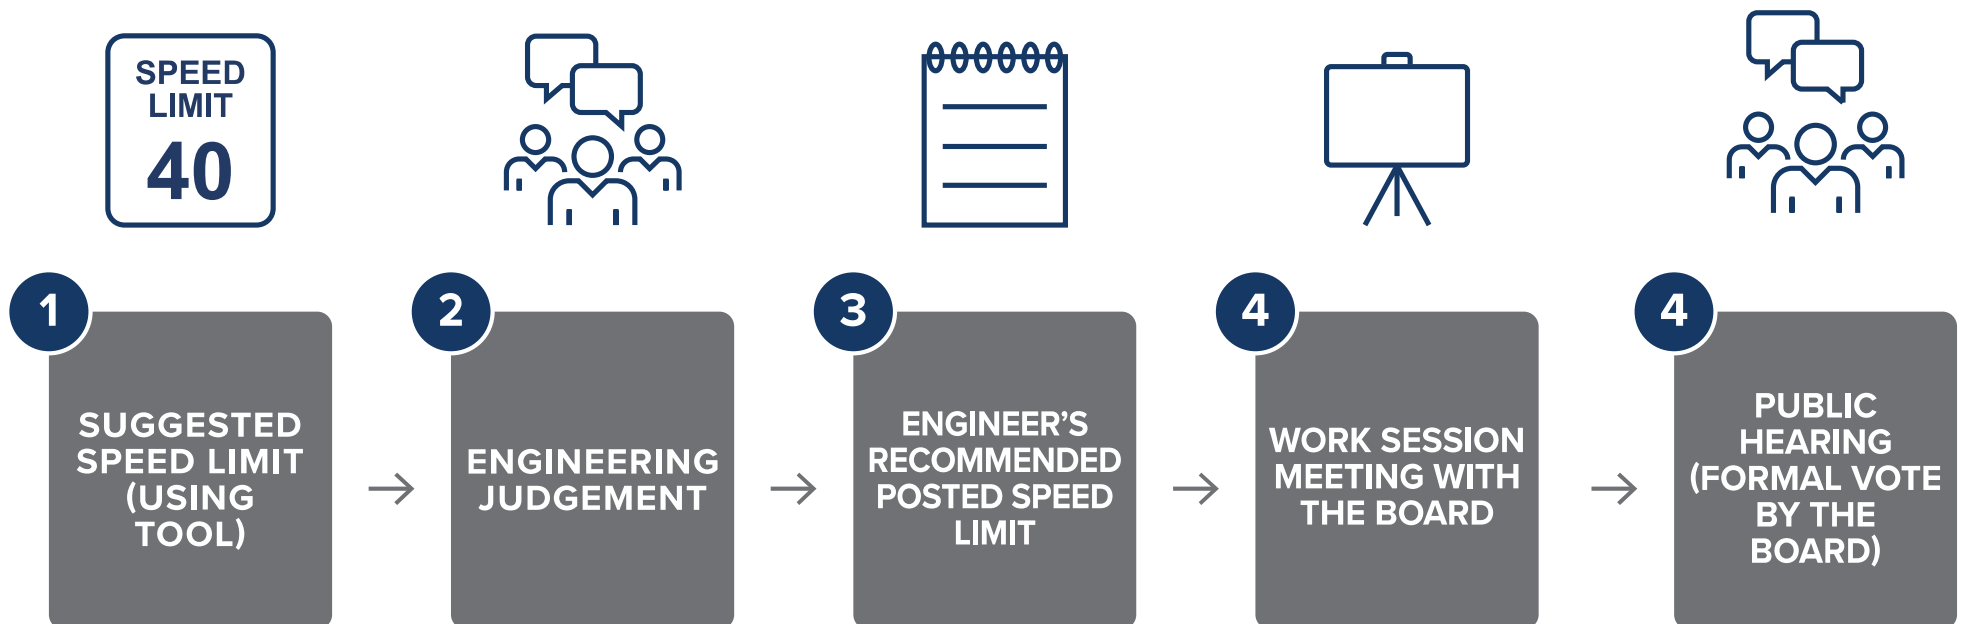 SPEED
LIMIT
40
1
SUGGESTED
SPEED LIMIT
(USING
TOOL)
2
ENGINEERING
JUDGEMENT
3
ENGINEER’S
RECOMMENDED
POSTED SPEED
LIMIT
4
WORK SESSION
MEETING WITH
THE BOARD
4
PUBLIC
HEARING
(FORMAL VOTE
BY THE
BOARD)